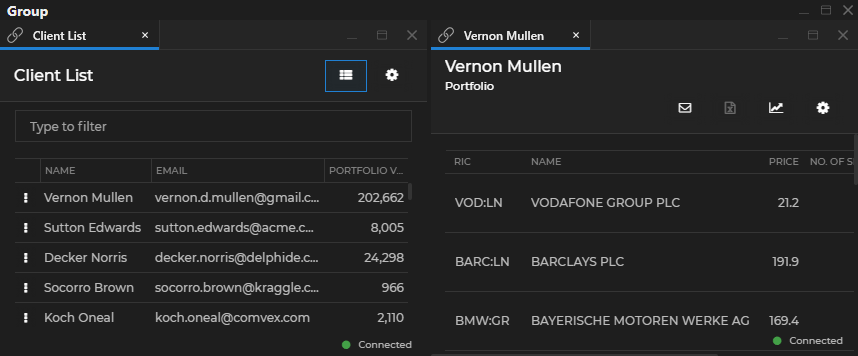 Group
Client List
Client List
Type to filter
NAME EMAIL PORTFOLIO V...
Vernon Mullen vernon.d.mullen@gmail.c... 202,662
Sutton Edwards sutton.edwards@acme.c... 8,005
Decker Norris decker.norris@delphide.c... 24,298
Socorro Brown socorro.brown@kraggle.c... 966
Koch Oneal koch.oneal@comvex.com 2,110
Connected
Vernon Mullen
Vernon Mullen
Portfolio
RIC NAME PRICE NO. OF S
VOD:LN VODAFONE GROUP PLC 21.2
BARC:LN BARCLAYS PLC 191.9
BMW:GR BAYERISCHE MOTOREN WERKE AG 169.4
Connected